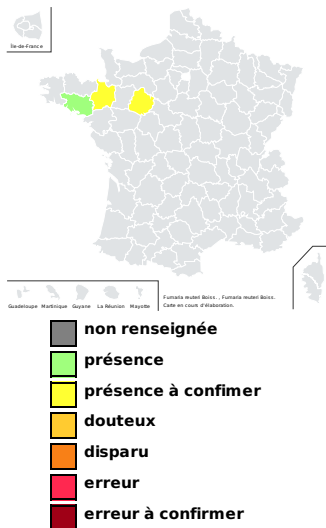 Île-de-France
Guadeloupe Martinique Guyane La Réunion Mayotte
Fumaria reuteri Boiss. , Fumaria reuteri Boiss.
Carte en cours d'élaboration.
non renseignée
présence
présence à confimer
douteux
disparu
erreur
erreur à confirmer